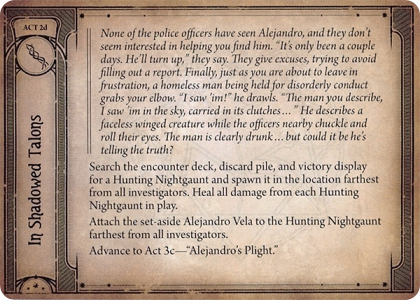 ACT 2d
In Shadowed Talons
None of the police officers have seen Alejandro, and they don't
seem interested in helping you find him. “It's only been a couple
days. He'll turn up,” they say. They give excuses, trying to avoid
filling out a report. Finally, just as you are about to leave in
frustration, a homeless man being held for disorderly conduct
grabs your elbow. “I saw 'im!” he drawls. “The man you describe,
I saw 'im in the sky, carried in its clutches…” He describes a
faceless winged creature while the officers nearby chuckle and
roll their eyes. The man is clearly drunk… but could it be he's
telling the truth?
Search the encounter deck, discard pile, and victory display
for a Hunting Nightgaunt and spawn it in the location farthest
from all investigators. Heal all damage from each Hunting
Nightgaunt in play.
Attach the set-aside Alejandro Vela to the Hunting Nightgaunt
farthest from all investigators.
Advance to Act 3c—“Alejandro's Plight.”